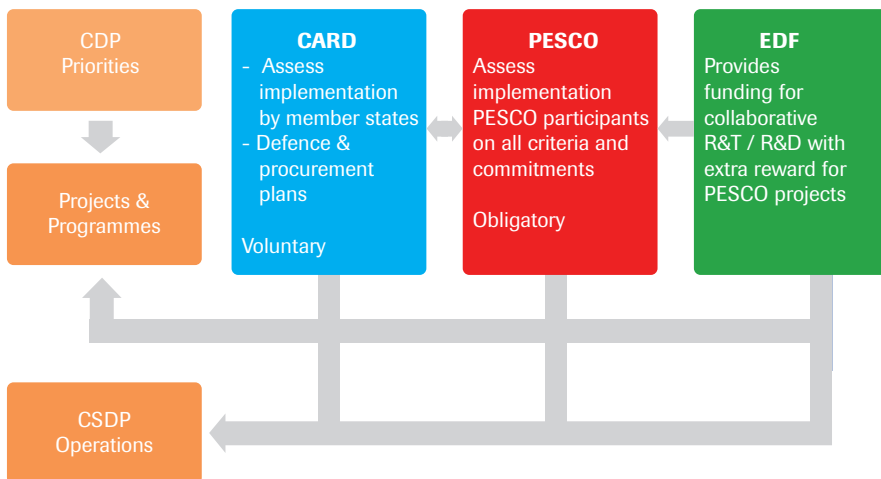 CDP
Priorities
Projects &
Programmes
CSDP
Operations
CARD
- Assess
implementation
by member states
- Defence &
procurement
plans
Voluntary
PESCO
Assess
implementation
PESCO participants
on all criteria and
commitments
Obligatory
EDF
Provides
funding for
collaborative
R&T / R&D with
extra reward for
PESCO projects